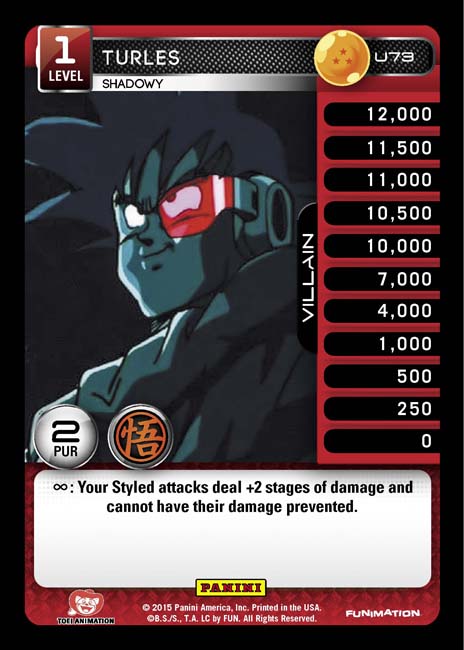 1
LEVEL
TURLES
U73
SHADOWY
12,000
11,500
11,000
10,500
10,000
7,000
4,000
1,000
500
250
0
VILLAIN
2
PUR
悟
∞: Your Styled attacks deal +2 stages of damage and
cannot have their damage prevented.
PANINI
TOEI ANIMATION
© 2015 Panini America, Inc. Printed in the USA.
©B.S./S., T.A. LC by FUN. All Rights Reserved.
FUNIMATION